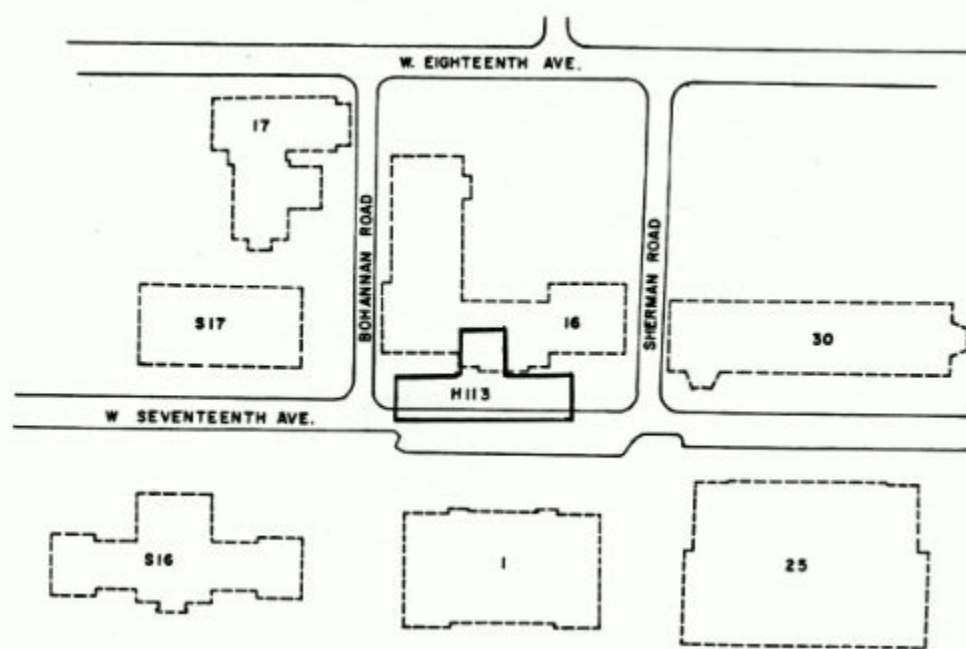 W. EIGHTEENTH AVE.
17
BOHANNAN ROAD
SHERMAN ROAD
S17
16
30
H113
W SEVENTEENTH AVE.
S16
1
25